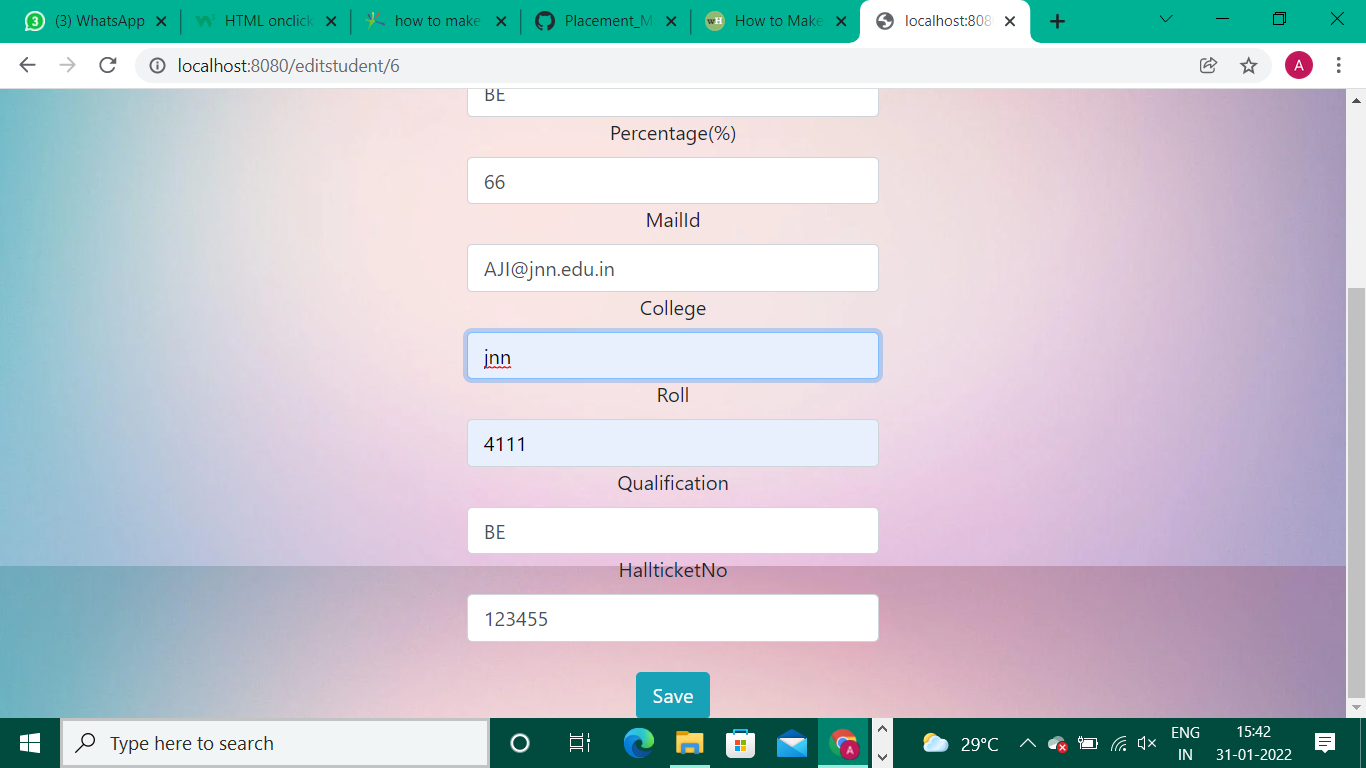 (3) WhatsApp
HTML onclick
how to make
Placement_M
How to Make
localhost:808
localhost:8080/editstudent/6
A
BE
Percentage(%)
66
MailId
AJI@jnn.edu.in
College
jnn
Roll
4111
Qualification
BE
HallticketNo
123455
Save
Type here to search
29°C
ENG
IN
15:42
31-01-2022